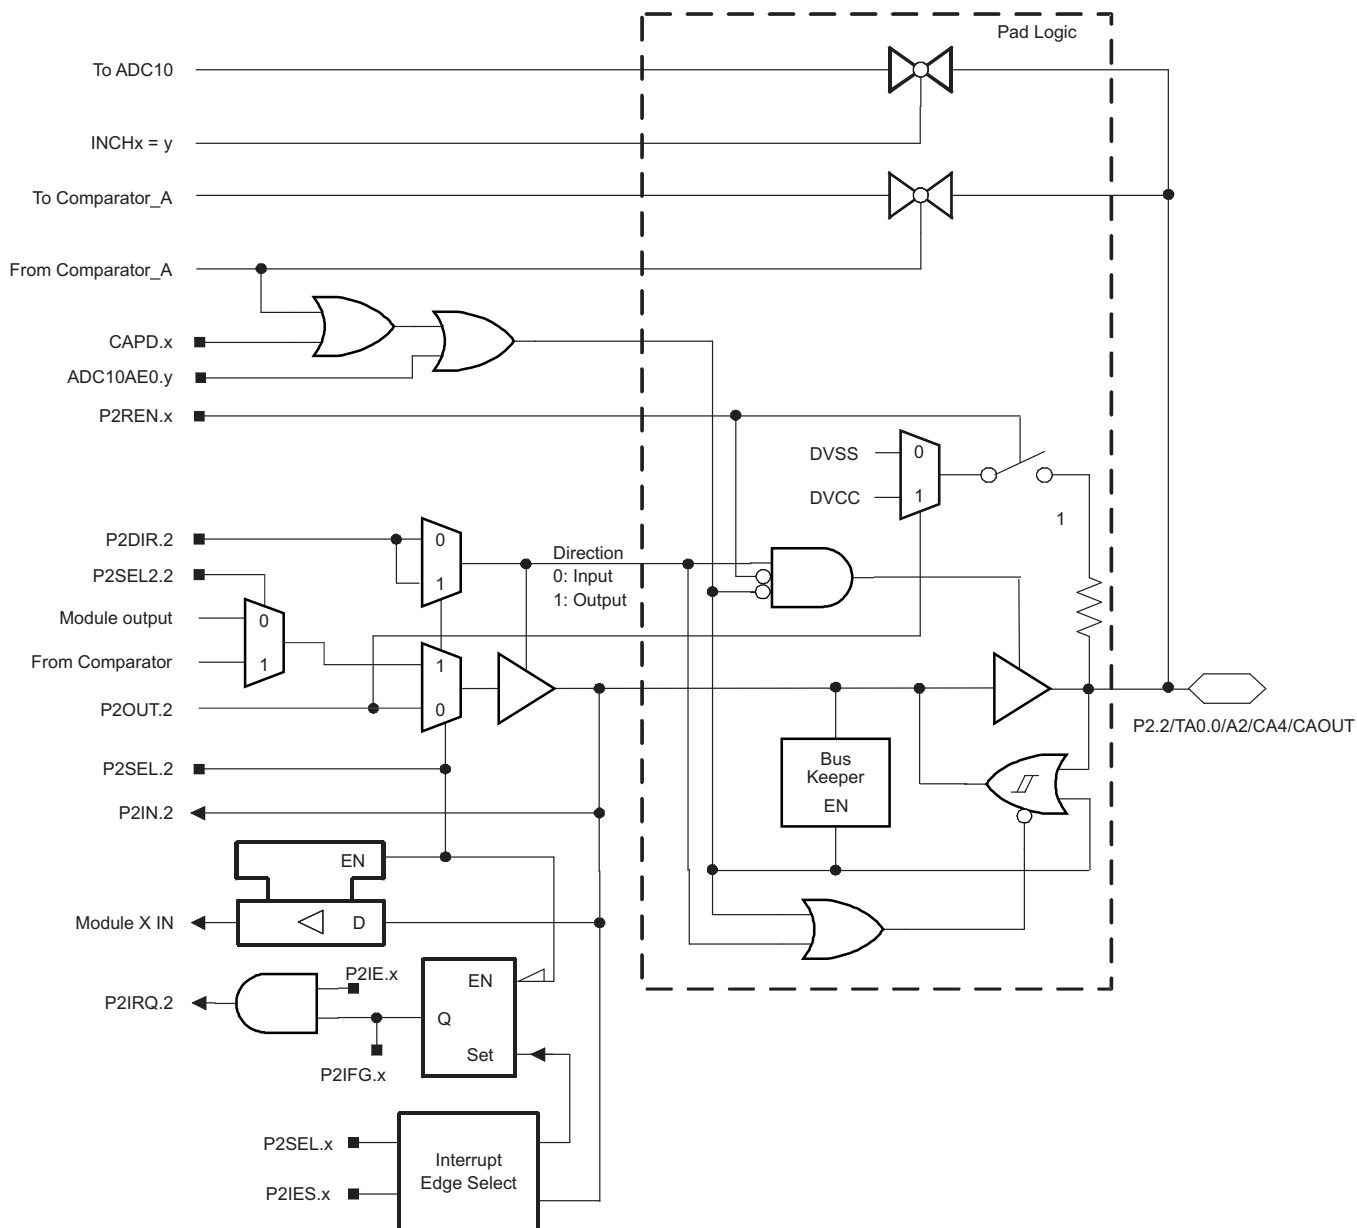 Pad Logic
To ADC10
INCHx = y
To Comparator_A
From Comparator_A
CAPD.x
ADC10AE0.y
P2REN.x
DVSS
0
DVCC
1
1
P2DIR.2
0
1
Direction
0: Input
1: Output
P2SEL2.2
Module output
0
From Comparator
1
1
P2OUT.2
0
P2.2/TA0.0/A2/CA4/CAOUT
P2SEL.2
Bus
Keeper
EN
P2IN.2
EN
Module X IN
D
P2IE.x
EN
P2IRQ.2
Q
Set
P2IFG.x
P2SEL.x
Interrupt
Edge Select
P2IES.x